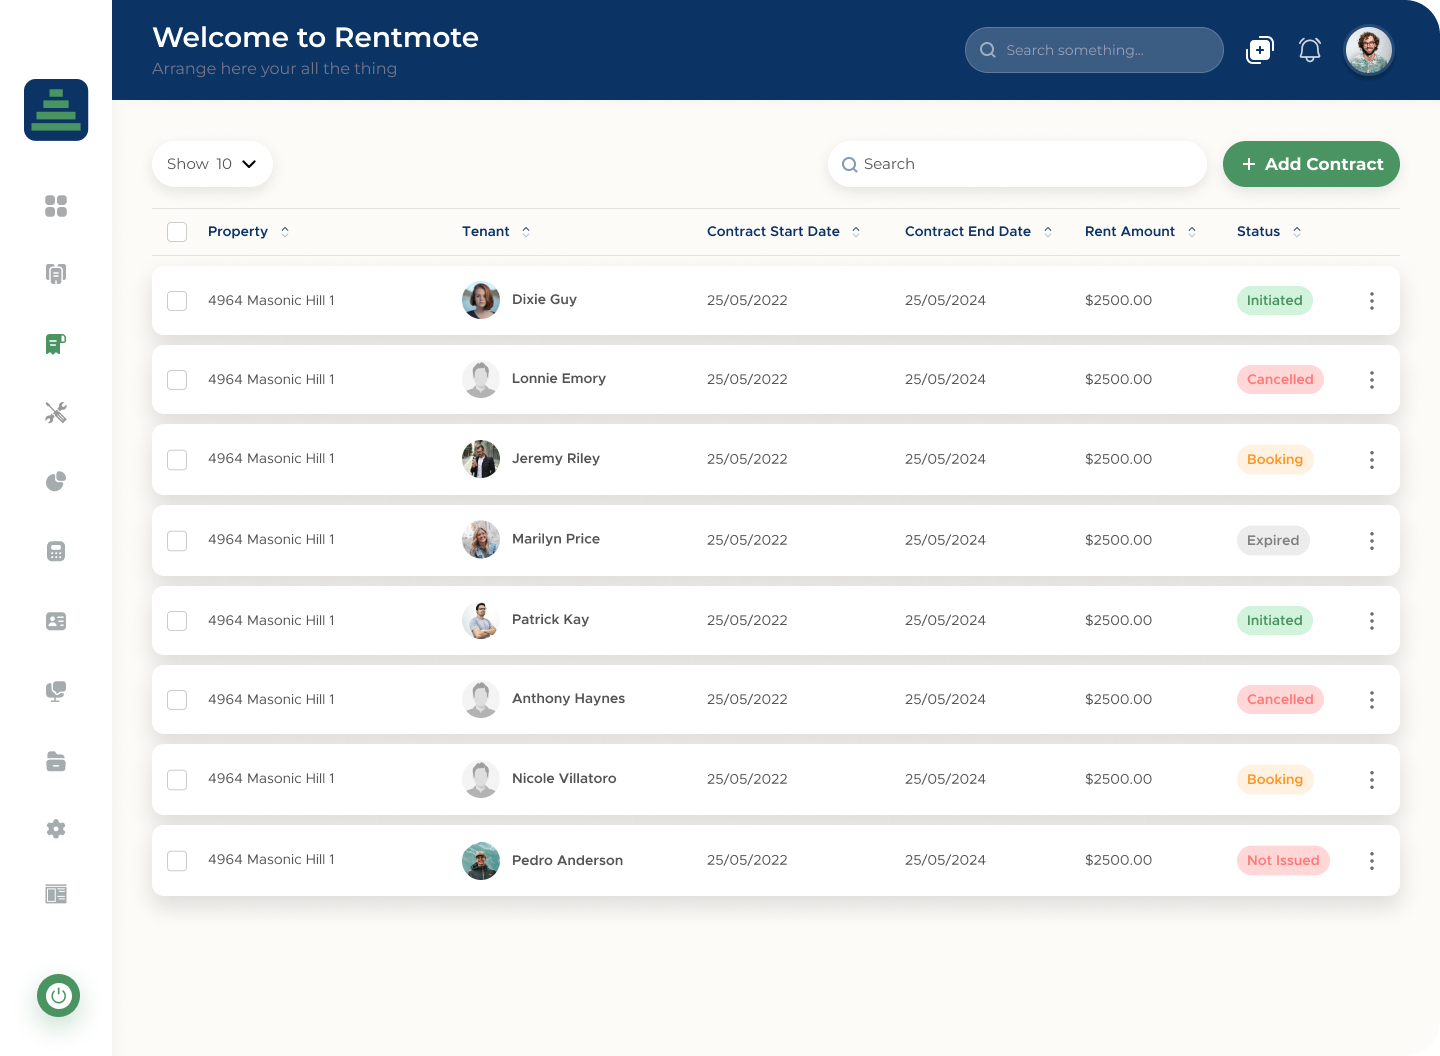 Welcome to Rentmote
Arrange here your all the thing
Search something...
Show 10
Search
+ Add Contract
Property Tenant Contract Start Date Contract End Date Rent Amount Status
4964 Masonic Hill 1 Dixie Guy 25/05/2022 25/05/2024 $2500.00 Initiated
4964 Masonic Hill 1 Lonnie Emory 25/05/2022 25/05/2024 $2500.00 Cancelled
4964 Masonic Hill 1 Jeremy Riley 25/05/2022 25/05/2024 $2500.00 Booking
4964 Masonic Hill 1 Marilyn Price 25/05/2022 25/05/2024 $2500.00 Expired
4964 Masonic Hill 1 Patrick Kay 25/05/2022 25/05/2024 $2500.00 Initiated
4964 Masonic Hill 1 Anthony Haynes 25/05/2022 25/05/2024 $2500.00 Cancelled
4964 Masonic Hill 1 Nicole Villatoro 25/05/2022 25/05/2024 $2500.00 Booking
4964 Masonic Hill 1 Pedro Anderson 25/05/2022 25/05/2024 $2500.00 Not Issued